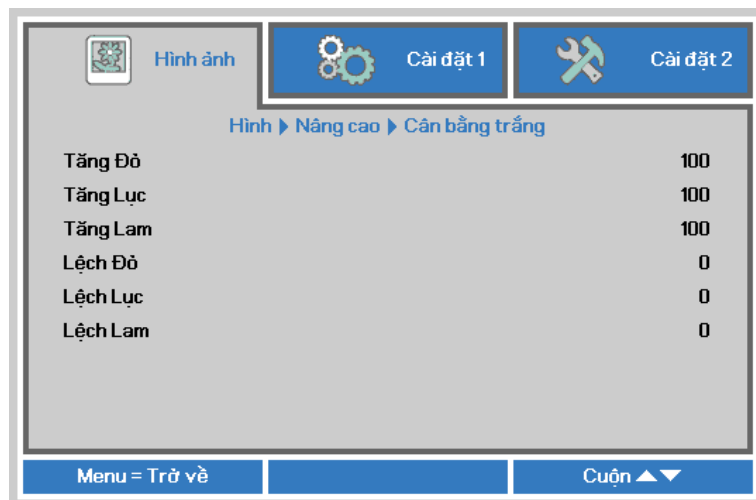 Hình ảnh Cài đặt 1 Cài đặt 2
Hình ▶ Nâng cao ▶ Cân bằng trắng
Tăng Đỏ 100
Tăng Lục 100
Tăng Lam 100
Lệch Đỏ 0
Lệch Lục 0
Lệch Lam 0
Menu = Trở về Cuộn ▲▼